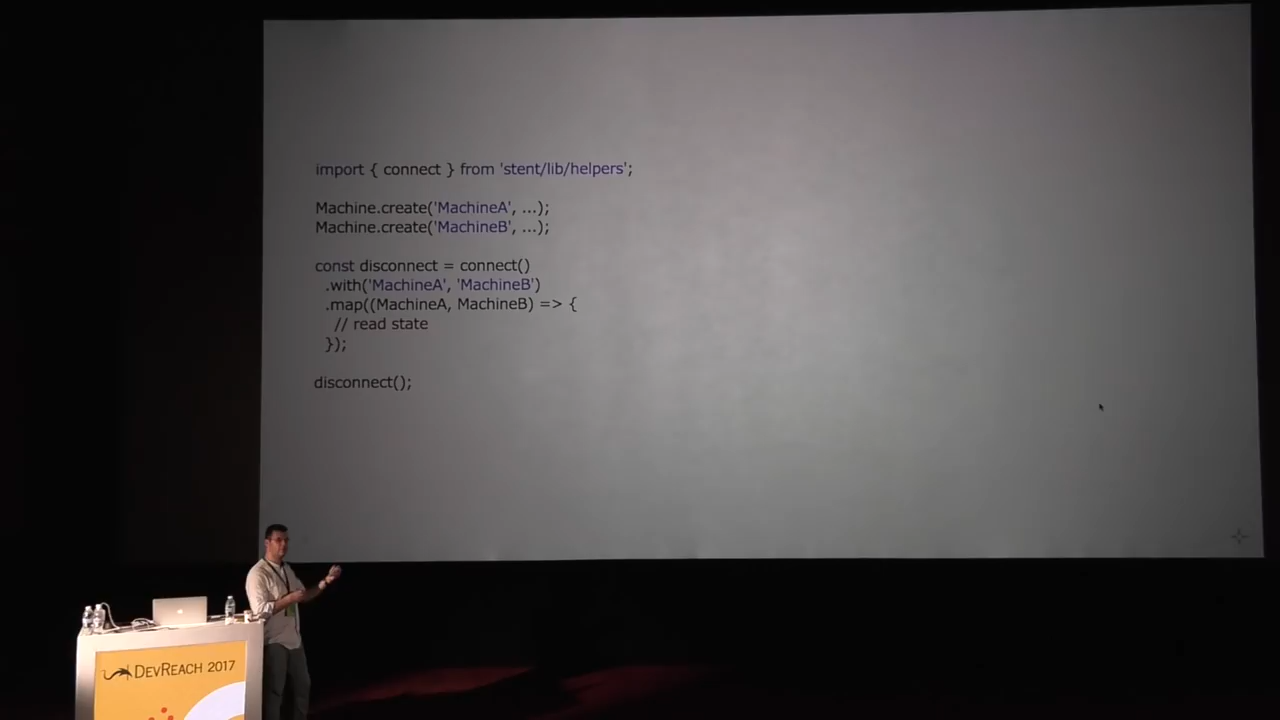 import { connect } from 'stent/lib/helpers';
Machine.create('MachineA', ...);
Machine.create('MachineB', ...);
const disconnect = connect()
.with('MachineA', 'MachineB')
.map((MachineA, MachineB) => {
// read state
});
disconnect();
DEVREACH 2017